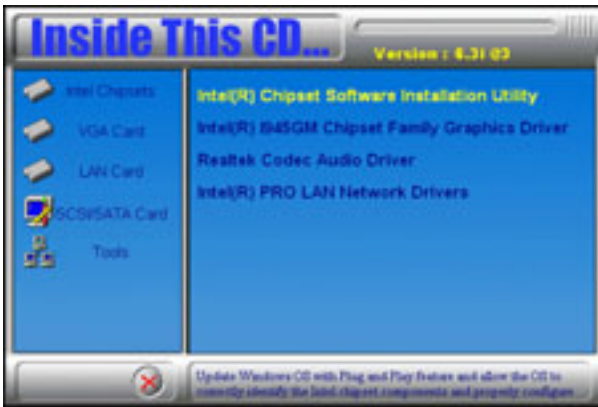 Inside This CD...
Version : 6.31 03
Intel Chipsets
VGA Card
LAN Card
SCSI/SATA Card
Tools
Intel(R) Chipset Software Installation Utility
Intel(R) I945GM Chipset Family Graphics Driver
Realtek Codec Audio Driver
Intel(R) PRO LAN Network Drivers
Update Windows OS with Plug and Play feature and allow the OS to
correctly identify the Intel chipset components and properly configure